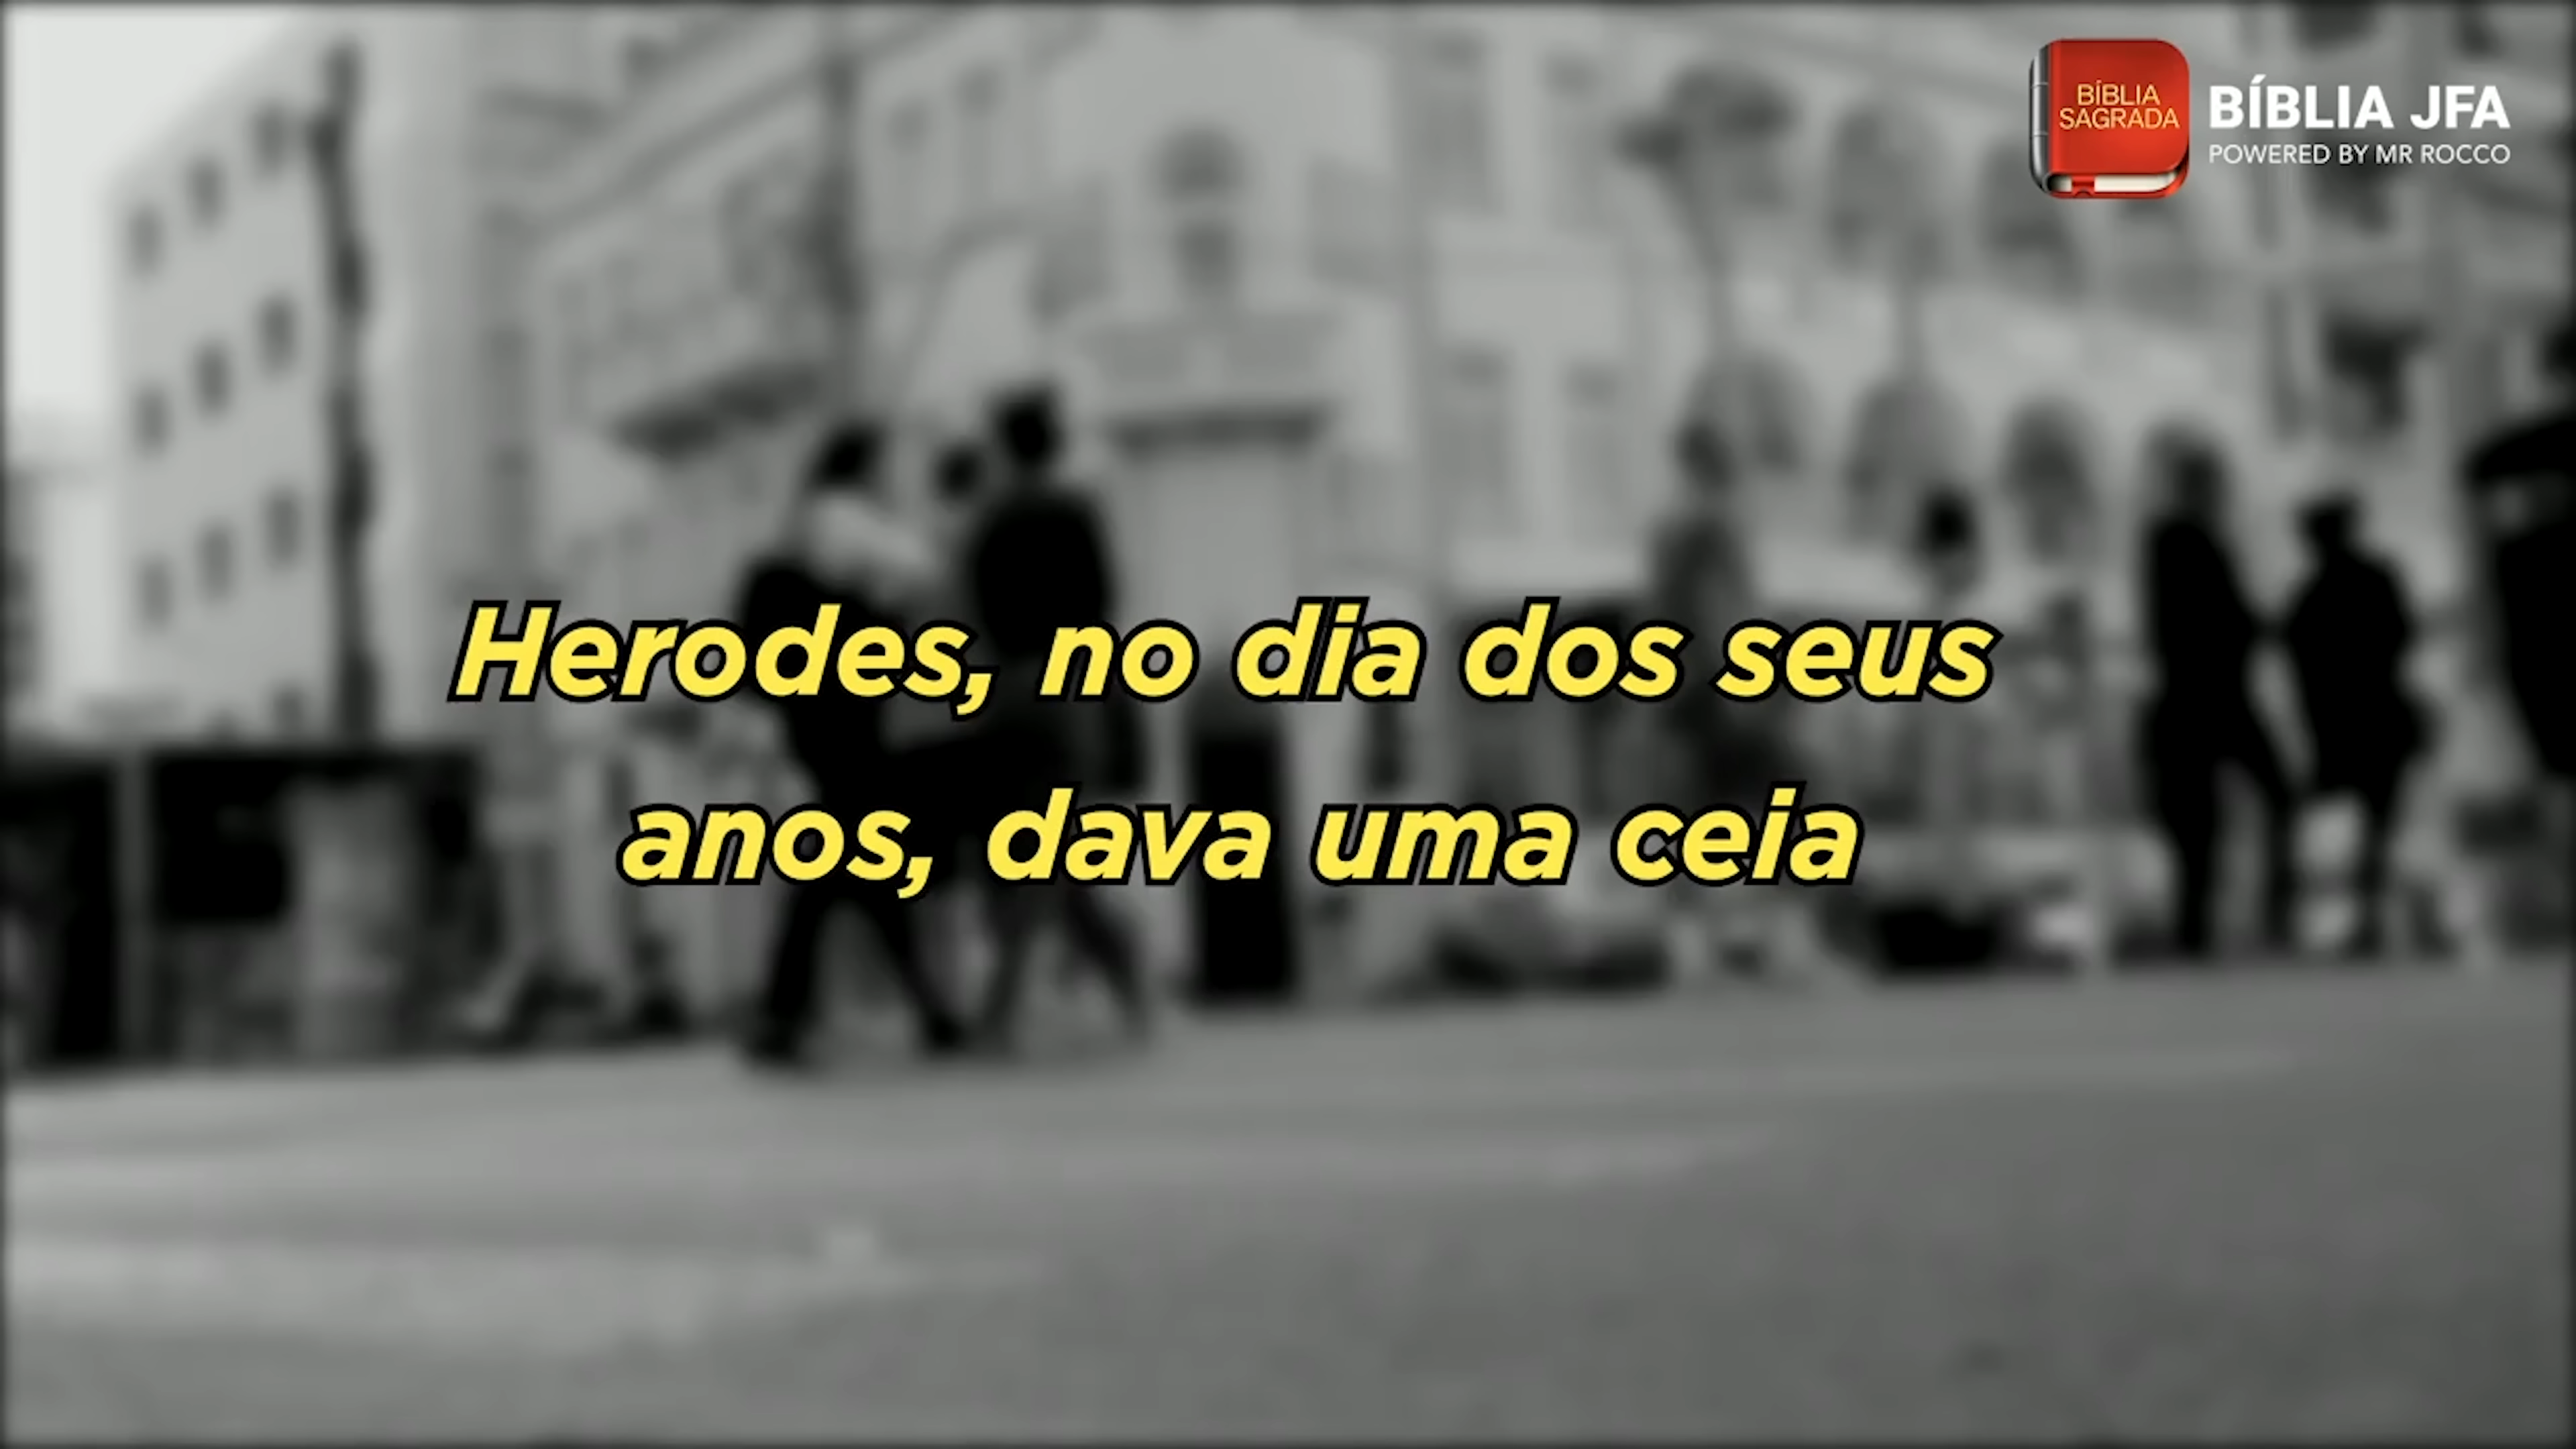 BÍBLIA
SAGRADA
BÍBLIA JFA
POWERED BY MR ROCCO
Herodes, no dia dos seus
anos, dava uma ceia